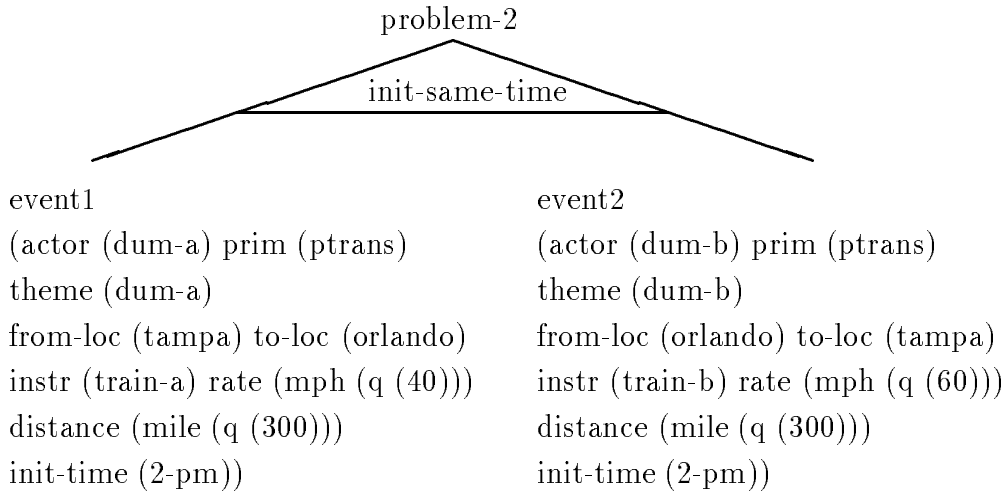 problem-2
init-same-time
event1
(actor (dum-a) prim (ptrans)
theme (dum-a)
from-loc (tampa) to-loc (orlando)
instr (train-a) rate (mph (q (40)))
distance (mile (q (300)))
init-time (2-pm))
event2
(actor (dum-b) prim (ptrans)
theme (dum-b)
from-loc (orlando) to-loc (tampa)
instr (train-b) rate (mph (q (60)))
distance (mile (q (300)))
init-time (2-pm))